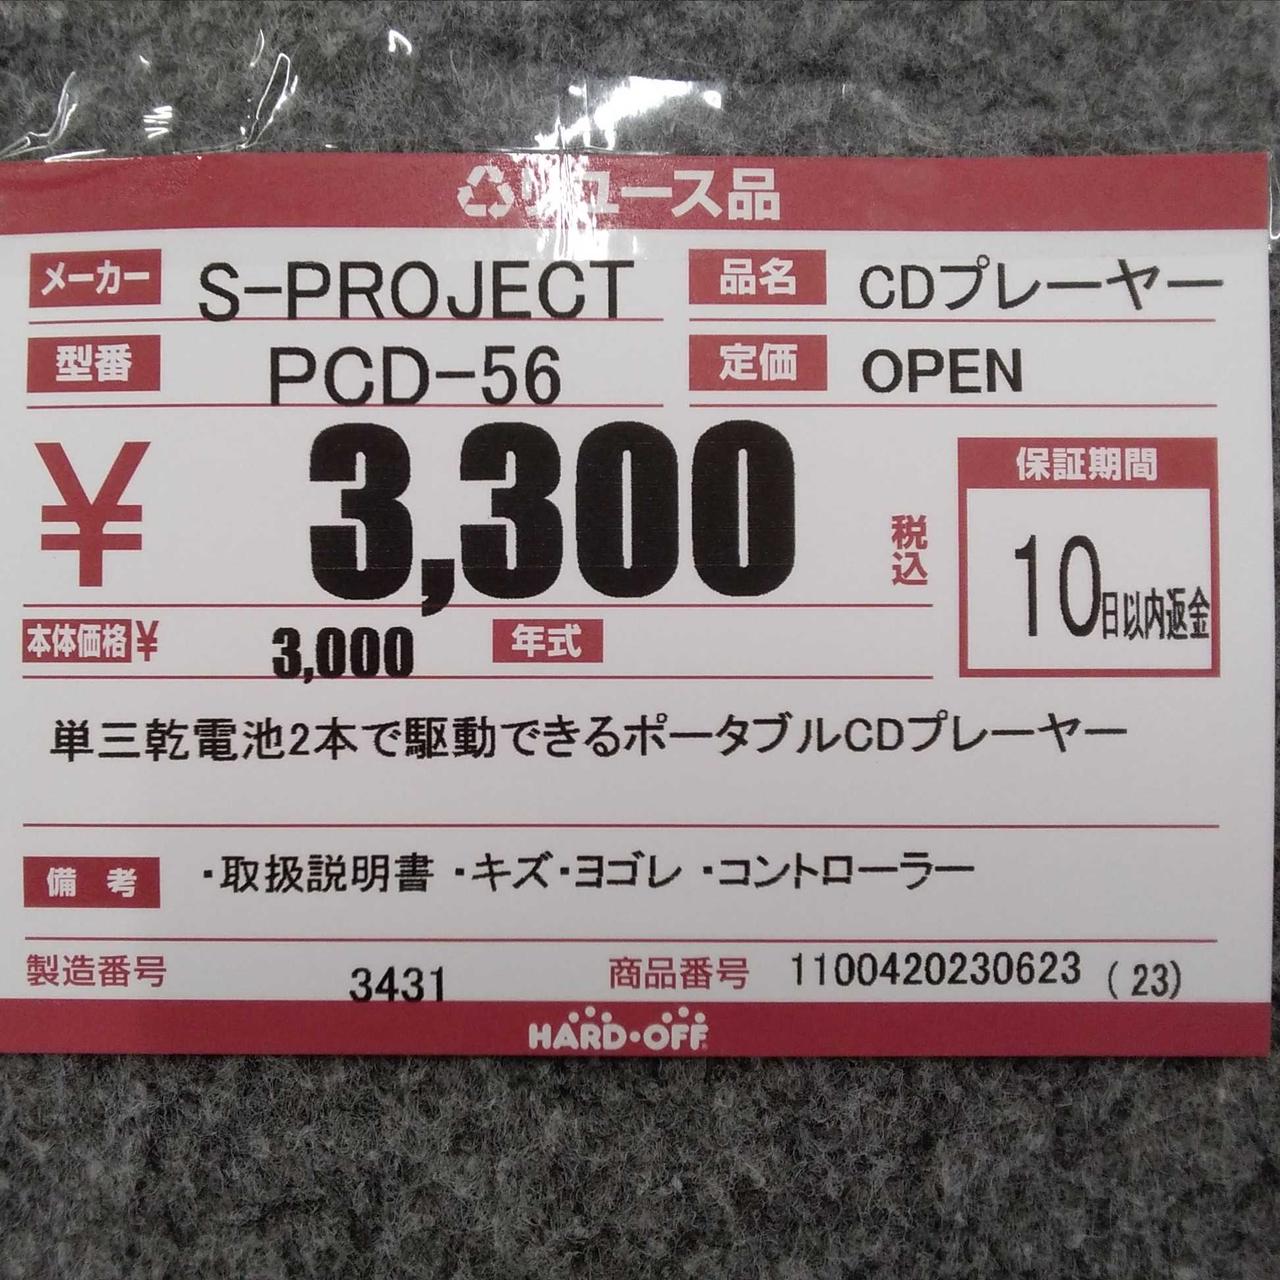 リユース品
メーカー S-PROJECT 品名 CDプレーヤー
型番 PCD-56 定価 OPEN
¥ 3,300 税込
保証期間
10日以内返金
本体価格¥ 3,000 年式
単三乾電池2本で駆動できるポータブルCDプレーヤー
備考 ・取扱説明書 ・キズ・ヨゴレ ・コントローラー
製造番号 3431 商品番号 1100420230623 (23)
HARD・OFF